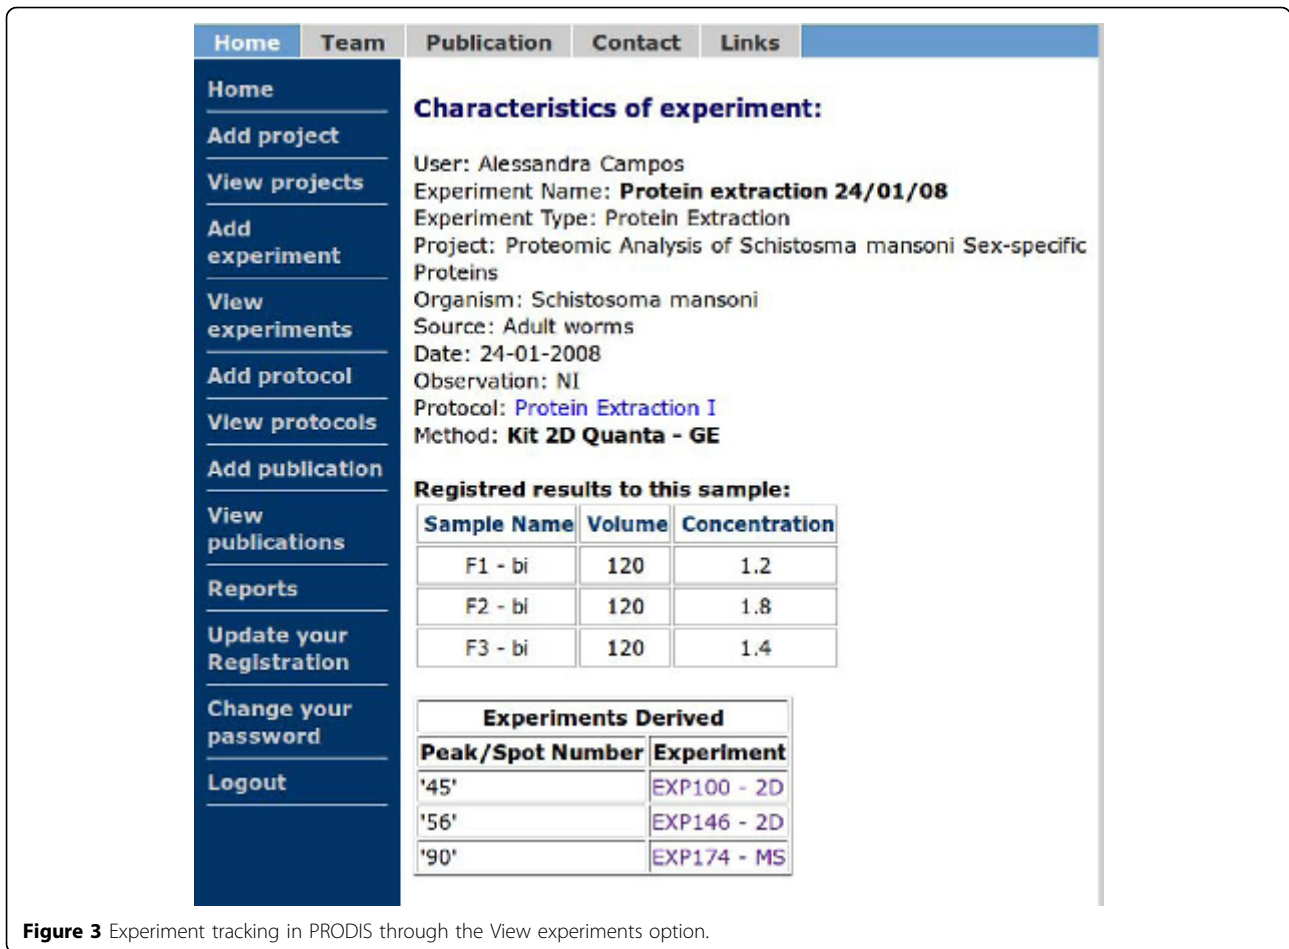 Home Team Publication Contact Links
Home
Add project
View projects
Add
experiment
View
experiments
Add protocol
View protocols
Add publication
View
publications
Reports
Update your
Registration
Change your
password
Logout
Characteristics of experiment:
User: Alessandra Campos
Experiment Name: Protein extraction 24/01/08
Experiment Type: Protein Extraction
Project: Proteomic Analysis of Schistosma mansoni Sex-specific
Proteins
Organism: Schistosoma mansoni
Source: Adult worms
Date: 24-01-2008
Observation: NI
Protocol: Protein Extraction I
Method: Kit 2D Quanta - GE
Registred results to this sample:
Sample Name Volume Concentration
F1 - bi 120 1.2
F2 - bi 120 1.8
F3 - bi 120 1.4
Experiments Derived
Peak/Spot Number Experiment
'45' EXP100 - 2D
'56' EXP146 - 2D
'90' EXP174 - MS
Figure 3 Experiment tracking in PRODIS through the View experiments option.